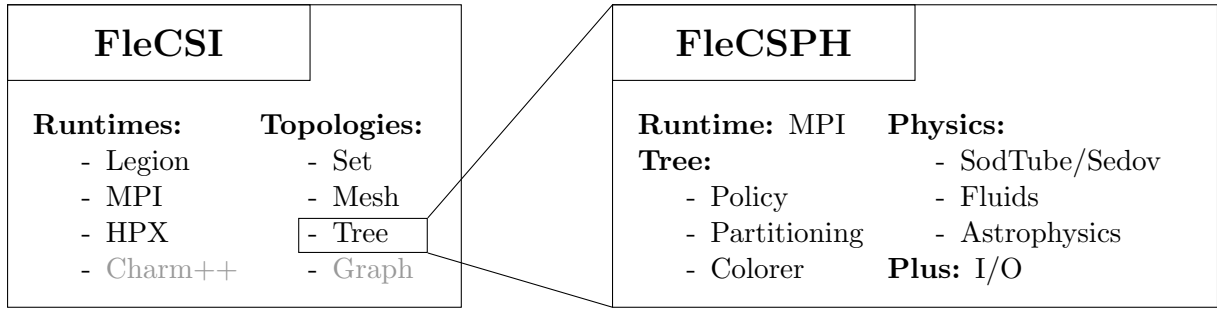 FleCSI
Runtimes:
- Legion
- MPI
- HPX
- Charm++
Topologies:
- Set
- Mesh
- Tree
- Graph
FleCSPH
Runtime: MPI
Tree:
- Policy
- Partitioning
- Colorer
Physics:
- SodTube/Sedov
- Fluids
- Astrophysics
Plus: I/O